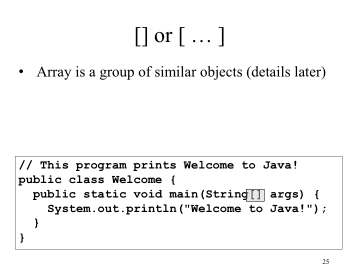 [] or [ … ]
• Array is a group of similar objects (details later)
// This program prints Welcome to Java!
public class Welcome {
  public static void main(String[] args) {
    System.out.println("Welcome to Java!");
  }
}
25